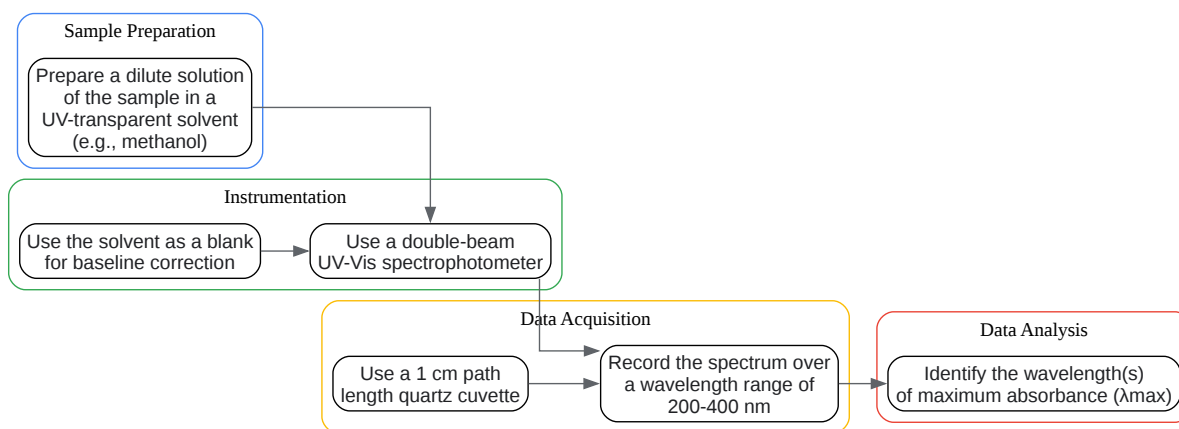 Sample Preparation
Prepare a dilute solution
of the sample in a
UV-transparent solvent
(e.g., methanol)
Instrumentation
Use the solvent as a blank
for baseline correction
Use a double-beam
UV-Vis spectrophotometer
Data Acquisition
Use a 1 cm path
length quartz cuvette
Record the spectrum over
a wavelength range of
200-400 nm
Data Analysis
Identify the wavelength(s)
of maximum absorbance (λmax)